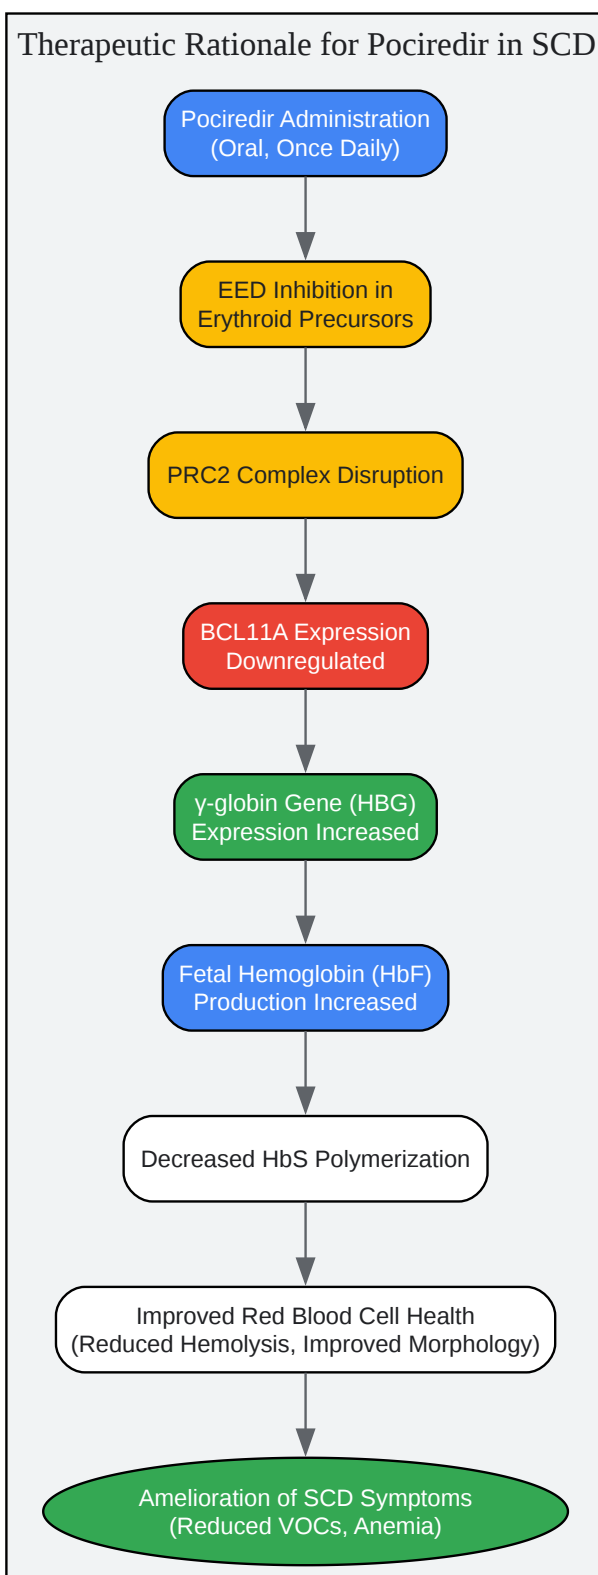 Therapeutic Rationale for Pociredir in SCD
Pociredir Administration
(Oral, Once Daily)
EED Inhibition in
Erythroid Precursors
PRC2 Complex Disruption
BCL11A Expression
Downregulated
γ-globin Gene (HBG)
Expression Increased
Fetal Hemoglobin (HbF)
Production Increased
Decreased HbS Polymerization
Improved Red Blood Cell Health
(Reduced Hemolysis, Improved Morphology)
Amelioration of SCD Symptoms
(Reduced VOCs, Anemia)